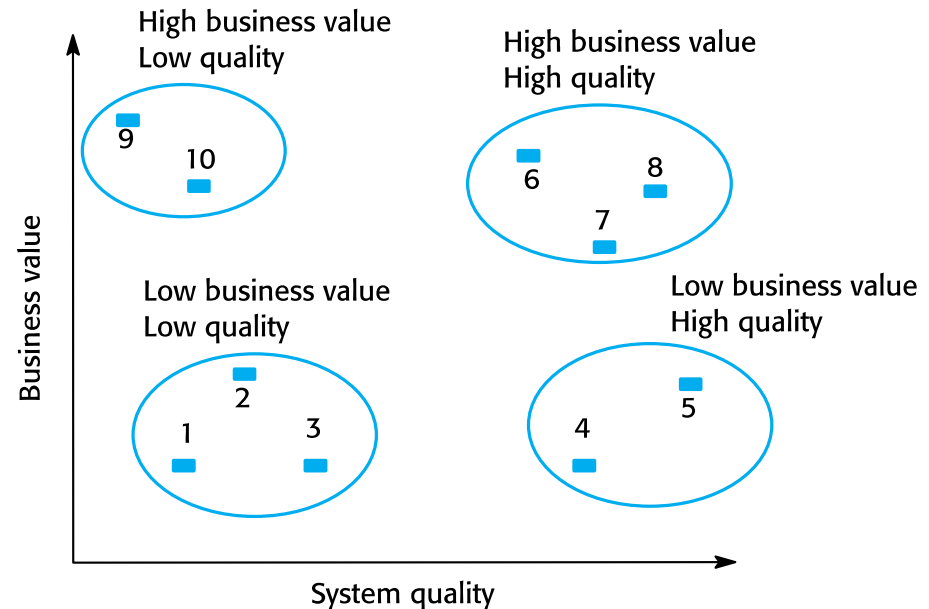 High business value
Low quality
High business value
High quality
9
10
6
8
7
Business value
Low business value
Low quality
Low business value
High quality
2
1
3
4
5
System quality